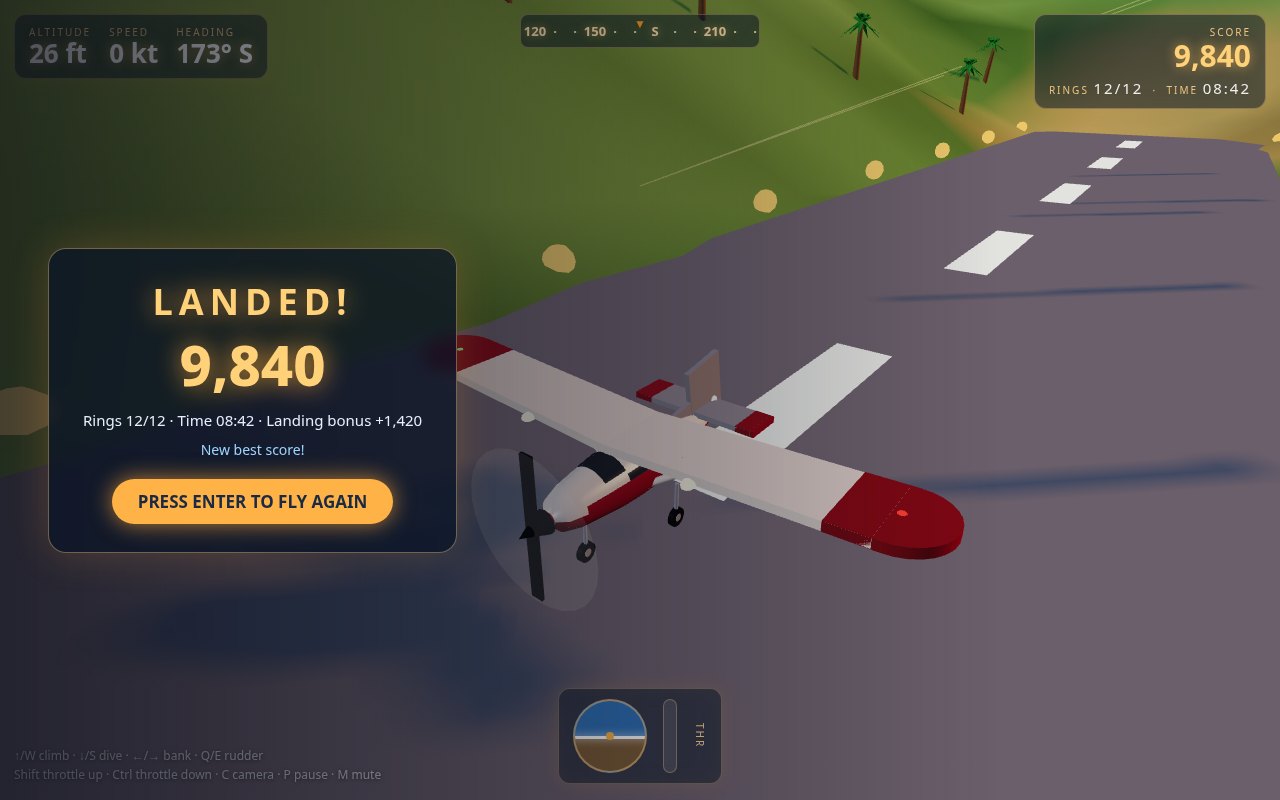 ALTITUDE SPEED HEADING
26 ft 0 kt 173° S
120 · · 150 · · S · · 210 · ·
SCORE
9,840
RINGS 12/12 · TIME 08:42
LANDED!
9,840
Rings 12/12 · Time 08:42 · Landing bonus +1,420
New best score!
PRESS ENTER TO FLY AGAIN
THR
↑/W climb · ↓/S dive · ←/→ bank · Q/E rudder
Shift throttle up · Ctrl throttle down · C camera · P pause · M mute